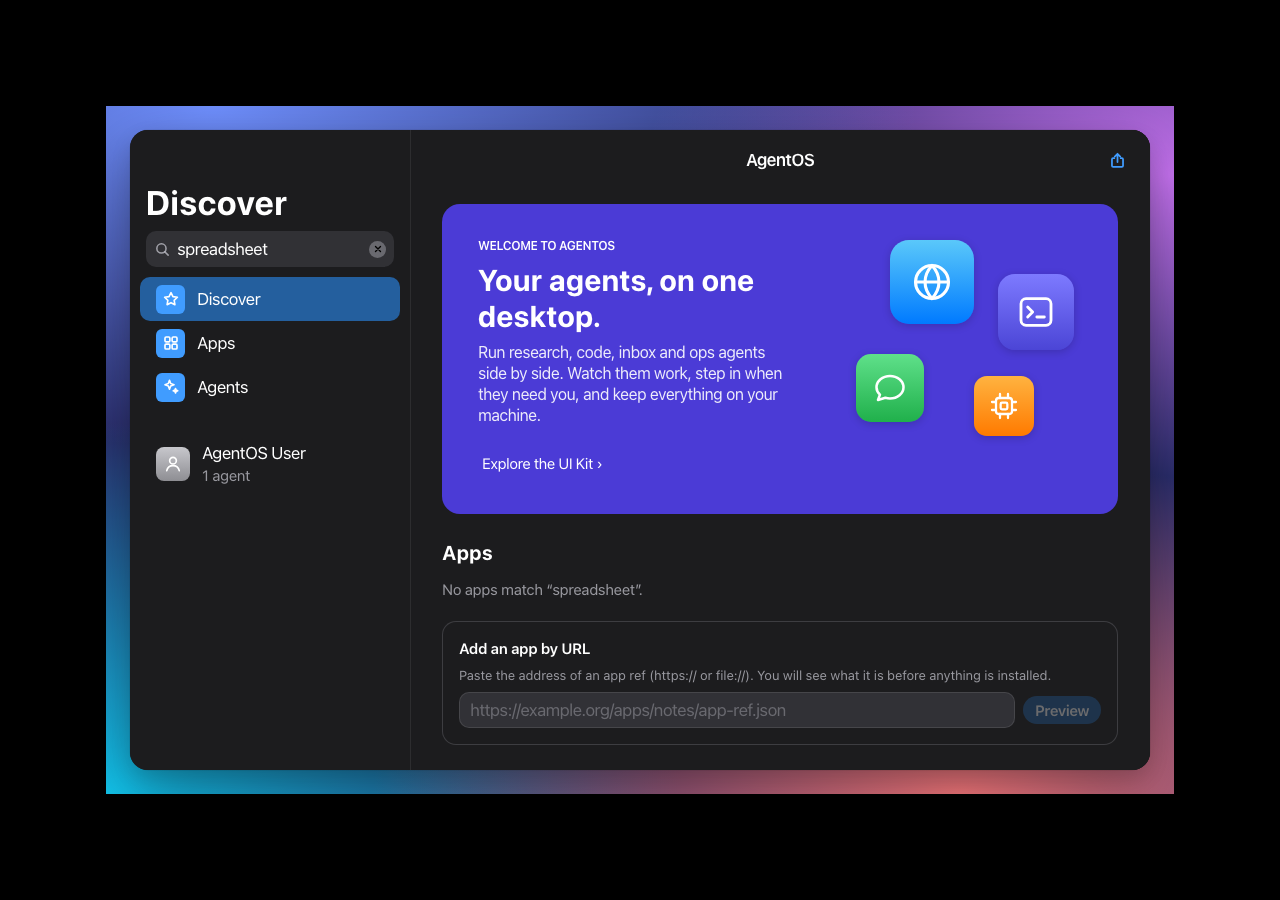 AgentOS
Discover
spreadsheet
Discover
Apps
Agents
AgentOS User
1 agent
WELCOME TO AGENTOS
Your agents, on one
desktop.
Run research, code, inbox and ops agents
side by side. Watch them work, step in when
they need you, and keep everything on your
machine.
Explore the UI Kit ›
Apps
No apps match “spreadsheet”.
Add an app by URL
Paste the address of an app ref (https:// or file://). You will see what it is before anything is installed.
https://example.org/apps/notes/app-ref.json
Preview